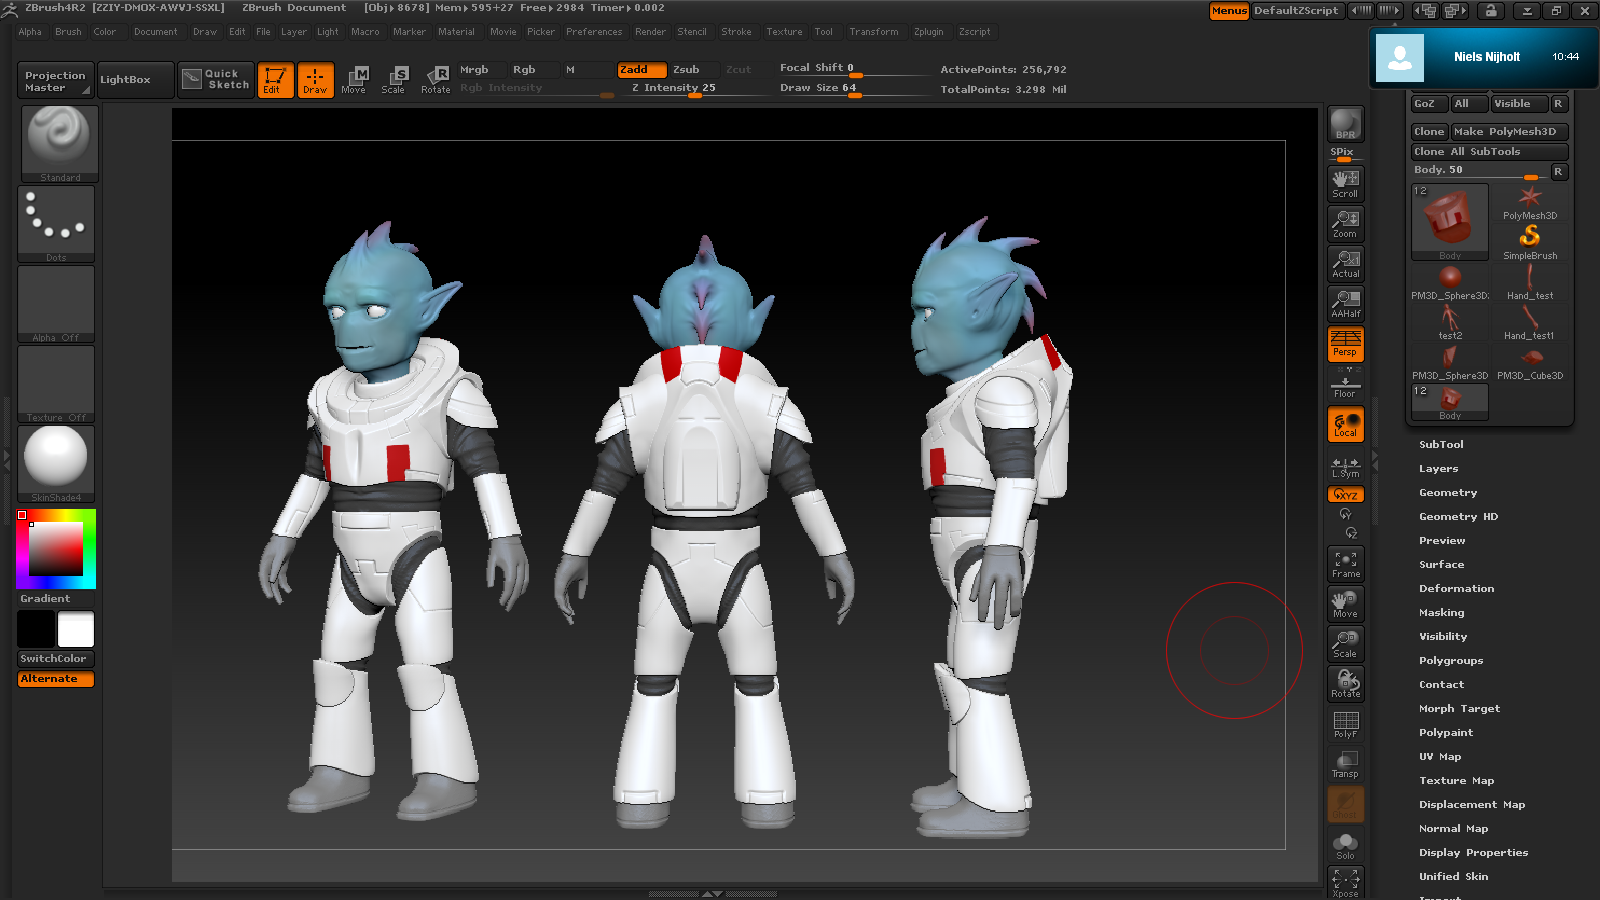 ZBrush4R2 [ZZIY-DMOX-AWVJ-SSXL] ZBrush Document [Obj▸ 8678] Mem▸ 595+27 Free▸ 2984 Timer▸ 0.002 Menus DefaultZScript
Alpha Brush Color Document Draw Edit File Layer Light Macro Marker Material Movie Picker Preferences Render Stencil Stroke Texture Tool Transform Zplugin Zscript
Niels Nijholt 10:44
Projection Master
LightBox
Quick Sketch
Edit
Draw
Move
Scale
Rotate
Mrgb Rgb M
Rgb Intensity
Zadd Zsub Zcut
Z Intensity 25
Focal Shift 0
Draw Size 64
ActivePoints: 256,792
TotalPoints: 3.298 Mil
Standard
Dots
Alpha Off
Texture Off
SkinShade4
Gradient
SwitchColor
Alternate
BPR
SPix
Scroll
Zoom
Actual
AAHalf
Persp
Floor
Local
L.Sym
XYZ
Frame
Move
Scale
Rotate
PolyF
Transp
Solo
Xpose
GoZ All Visible R
Clone Make PolyMesh3D
Clone All SubTools
Body. 50 R
12
Body
PolyMesh3D
SimpleBrush
PM3D_Sphere3D Hand_test
test2 Hand_test1
PM3D_Sphere3D PM3D_Cube3D
12
Body
SubTool
Layers
Geometry
Geometry HD
Preview
Surface
Deformation
Masking
Visibility
Polygroups
Contact
Morph Target
Polypaint
UV Map
Texture Map
Displacement Map
Normal Map
Display Properties
Unified Skin